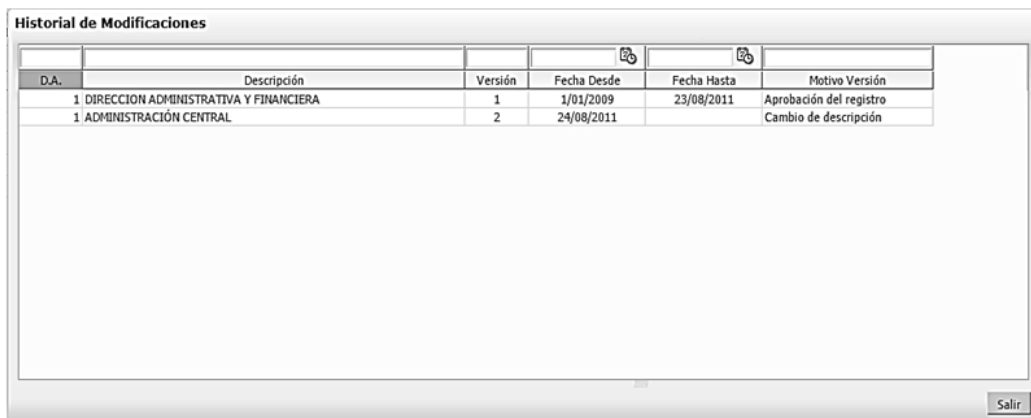 Historial de Modificaciones
D.A. Descripción Versión Fecha Desde Fecha Hasta Motivo Versión
1 DIRECCION ADMINISTRATIVA Y FINANCIERA 1 1/01/2009 23/08/2011 Aprobación del registro
1 ADMINISTRACIÓN CENTRAL 2 24/08/2011 Cambio de descripción
Salir